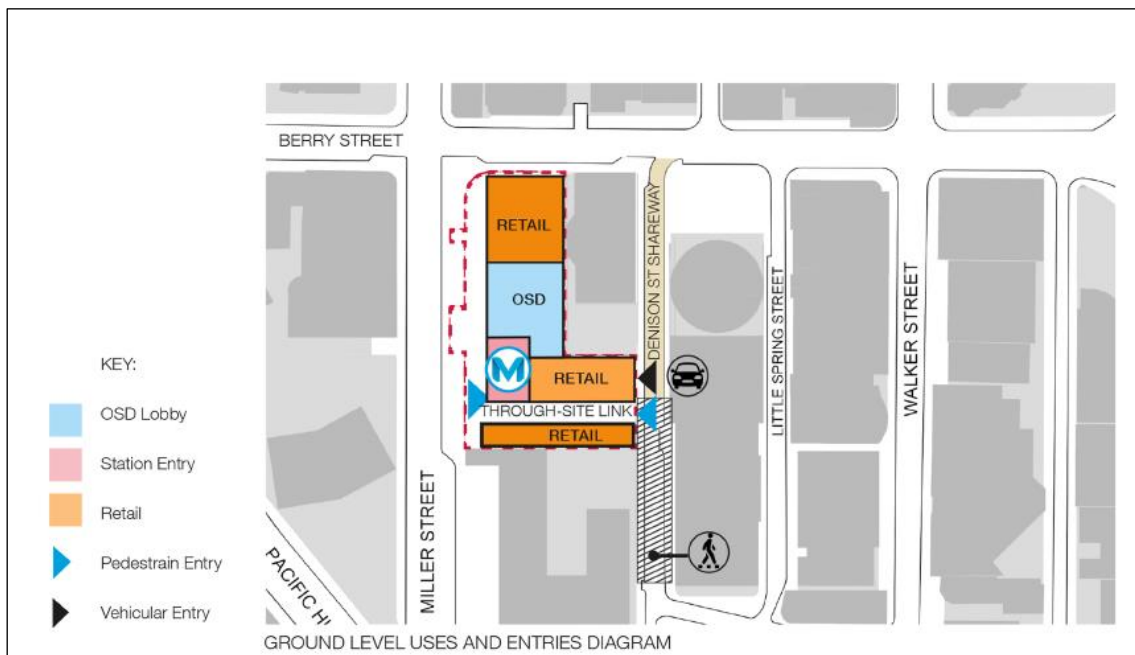 BERRY STREET
RETAIL
OSD
M
RETAIL
THROUGH-SITE LINK
RETAIL
DENISON ST SHAREWAY
LITTLE SPRING STREET
WALKER STREET
MILLER STREET
PACIFIC H
KEY:
OSD Lobby
Station Entry
Retail
Pedestrain Entry
Vehicular Entry
GROUND LEVEL USES AND ENTRIES DIAGRAM